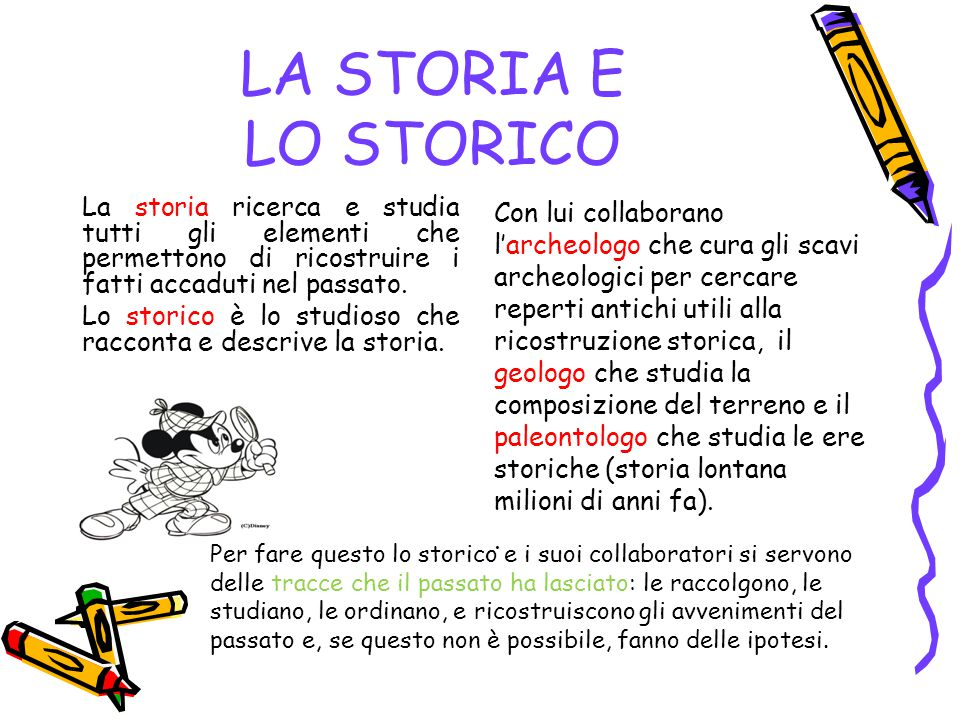 LA STORIA E
LO STORICO
La storia ricerca e studia
tutti gli elementi che
permettono di ricostruire i
fatti accaduti nel passato.
Lo storico è lo studioso che
racconta e descrive la storia.
Con lui collaborano
l’archeologo che cura gli scavi
archeologici per cercare
reperti antichi utili alla
ricostruzione storica, il
geologo che studia la
composizione del terreno e il
paleontologo che studia le ere
storiche (storia lontana
milioni di anni fa).
.
(C)Disney
Per fare questo lo storico e i suoi collaboratori si servono
delle tracce che il passato ha lasciato: le raccolgono, le
studiano, le ordinano, e ricostruiscono gli avvenimenti del
passato e, se questo non è possibile, fanno delle ipotesi.